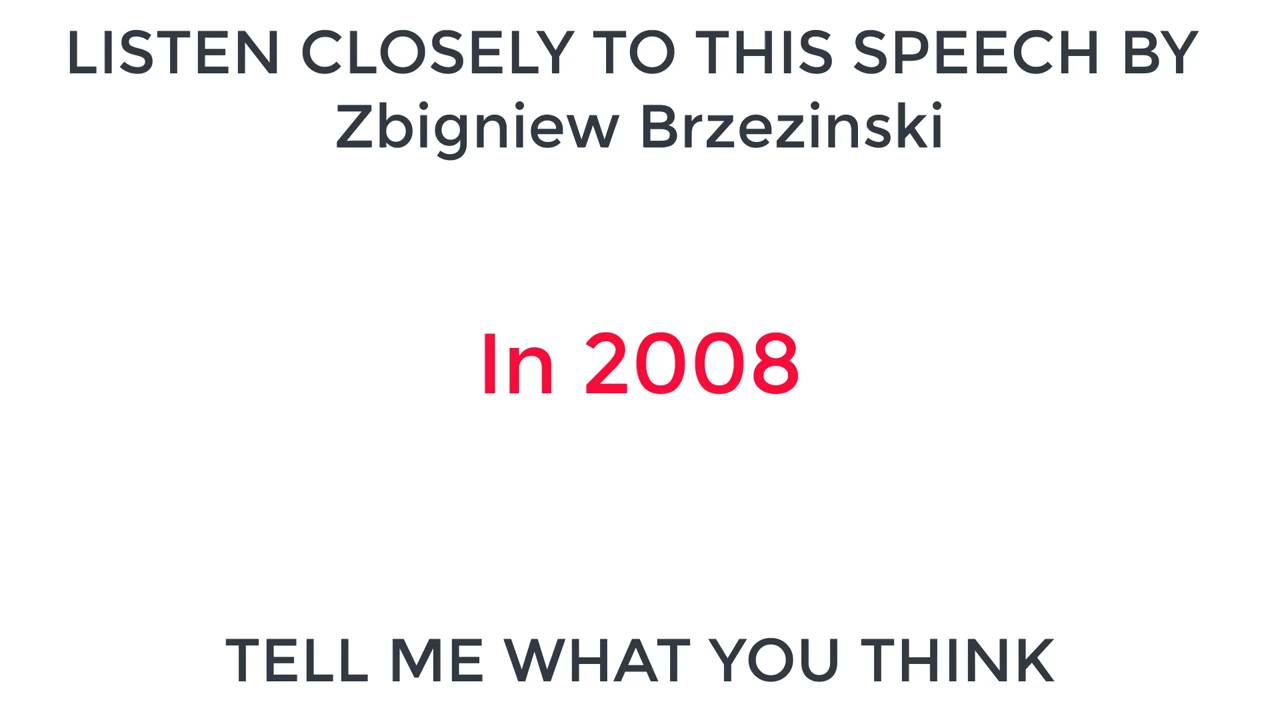 LISTEN CLOSELY TO THIS SPEECH BY
Zbigniew Brzezinski
In 2008
TELL ME WHAT YOU THINK